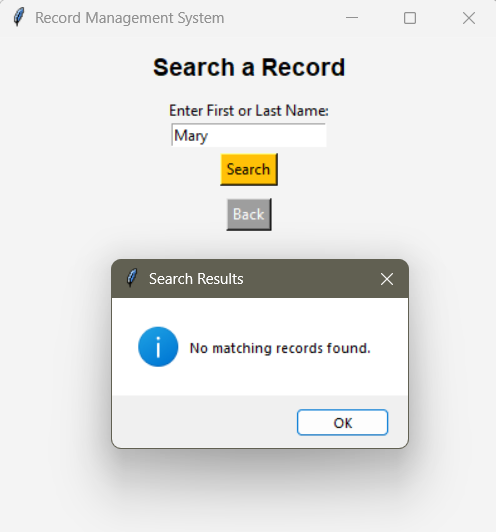 Record Management System
Search a Record
Enter First or Last Name:
Mary
Search
Back
Search Results
No matching records found.
OK